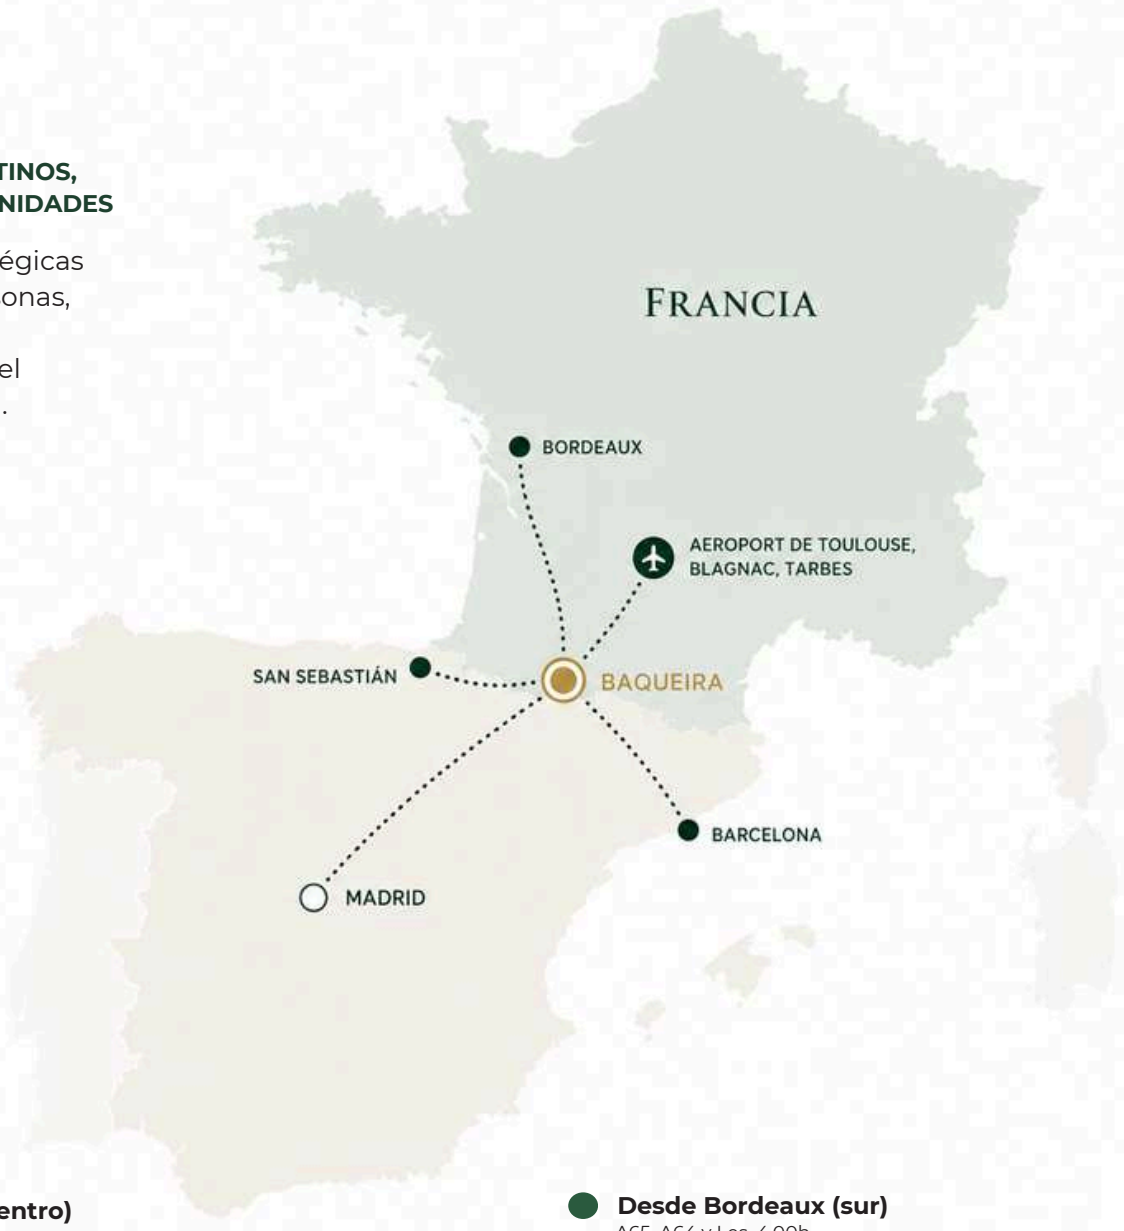 TINOS,
NIDADES
égicas
onas,
el
.
FRANCIA
BORDEAUX
AEROPORT DE TOULOUSE,
BLAGNAC, TARBES
SAN SEBASTIÁN
BAQUEIRA
BARCELONA
MADRID
entro)
Desde Bordeaux (sur)